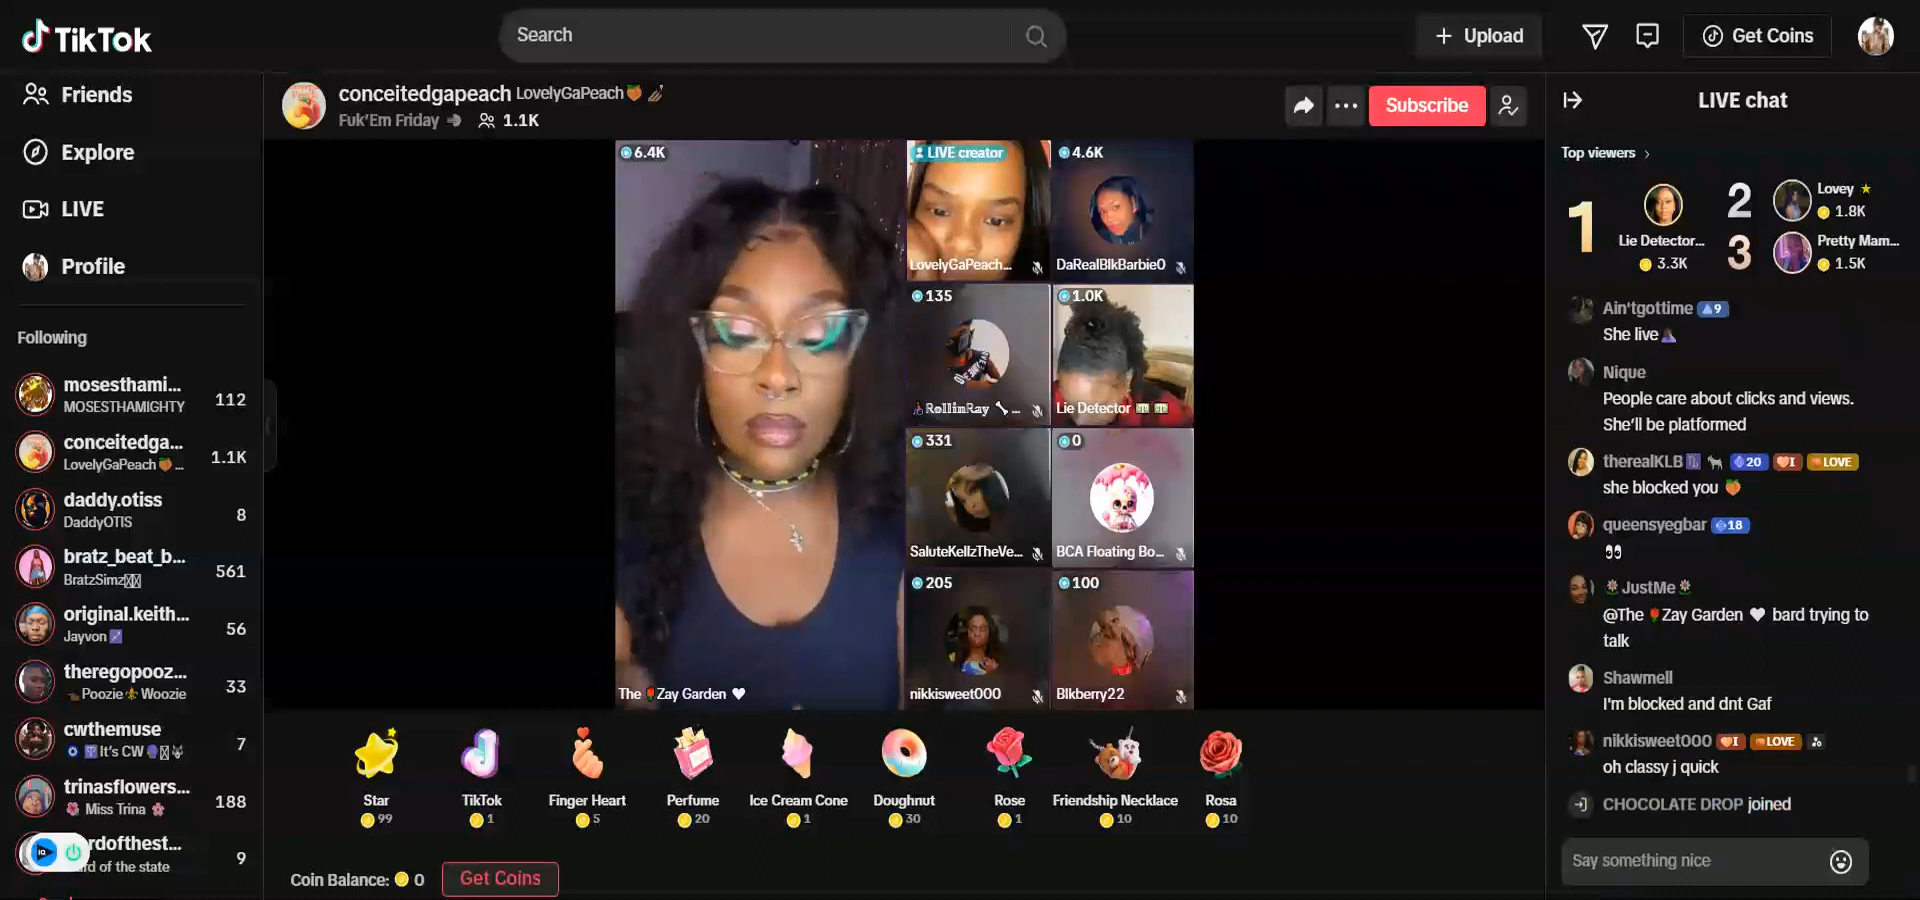 TikTok
Search
Upload
Get Coins
Friends
Explore
LIVE
Profile
Following
mosesthami...
MOSESTHAMIGHTY
112
conceitedga...
LovelyGaPeach🍑...
1.1K
daddy.otiss
DaddyOTIS
8
bratz_beat_b...
BratzSimz
561
original.keith...
Jayvon
56
theregopooz...
Poozie⚜Woozie
33
cwthemuse
It's CW
7
trinasflowers...
🌸 Miss Trina 🌸
188
rdofthest...
rd of the state
9
conceitedgapeach LovelyGaPeach🍑
Fuk'Em Friday 1.1K
Subscribe
6.4K
The🌹Zay Garden
LIVE creator
LovelyGaPeach...
4.6K
DaRealBlkBarbie0
135
RollinRay 🦴...
1.0K
Lie Detector
331
SaluteKellzTheVe...
0
BCA Floating Bo...
205
nikkisweet000
100
Blkberry22
Star
99
TikTok
1
Finger Heart
5
Perfume
20
Ice Cream Cone
1
Doughnut
30
Rose
1
Friendship Necklace
10
Rosa
10
Coin Balance: 0
Get Coins
LIVE chat
Top viewers >
1
Lie Detector...
3.3K
2
Lovey ★
1.8K
3
Pretty Mam...
1.5K
Ain'tgottime 9
She live
Nique
People care about clicks and views.
She'll be platformed
therealKLB 20 I LOVE
she blocked you 🍑
queensyegbar 18
👀
JustMe
@The🌹Zay Garden 🤍 bard trying to
talk
Shawmell
I'm blocked and dnt Gaf
nikkisweet000 I LOVE
oh classy j quick
CHOCOLATE DROP joined
Say something nice